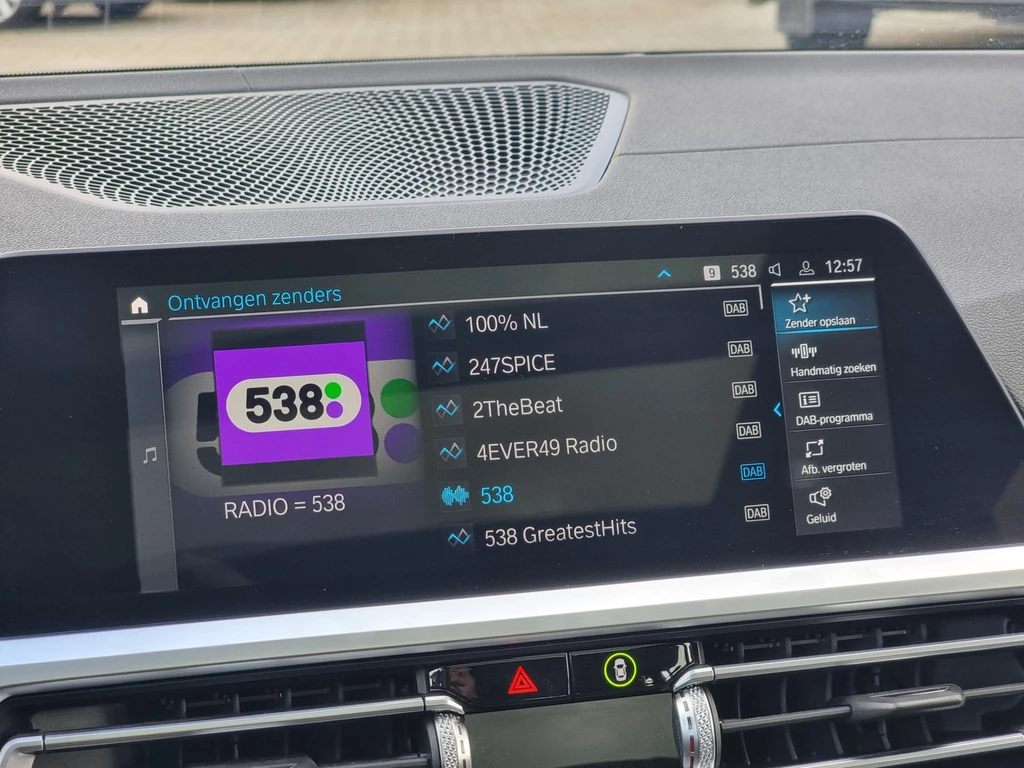 Ontvangen zenders
9 538 12:57
538
RADIO = 538
100% NL DAB
247SPICE DAB
2TheBeat DAB
4EVER49 Radio DAB
538 DAB
538 GreatestHits DAB
Zender opslaan
Handmatig zoeken
DAB-programma
Afb. vergroten
Geluid